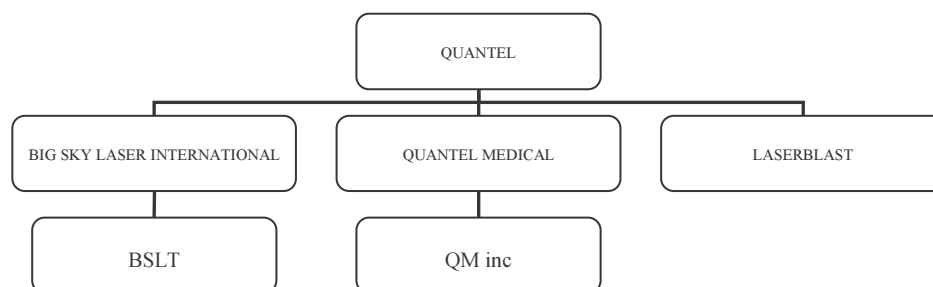 QUANTEL
BIG SKY LASER INTERNATIONAL
QUANTEL MEDICAL
LASERBLAST
BSLT
QM inc